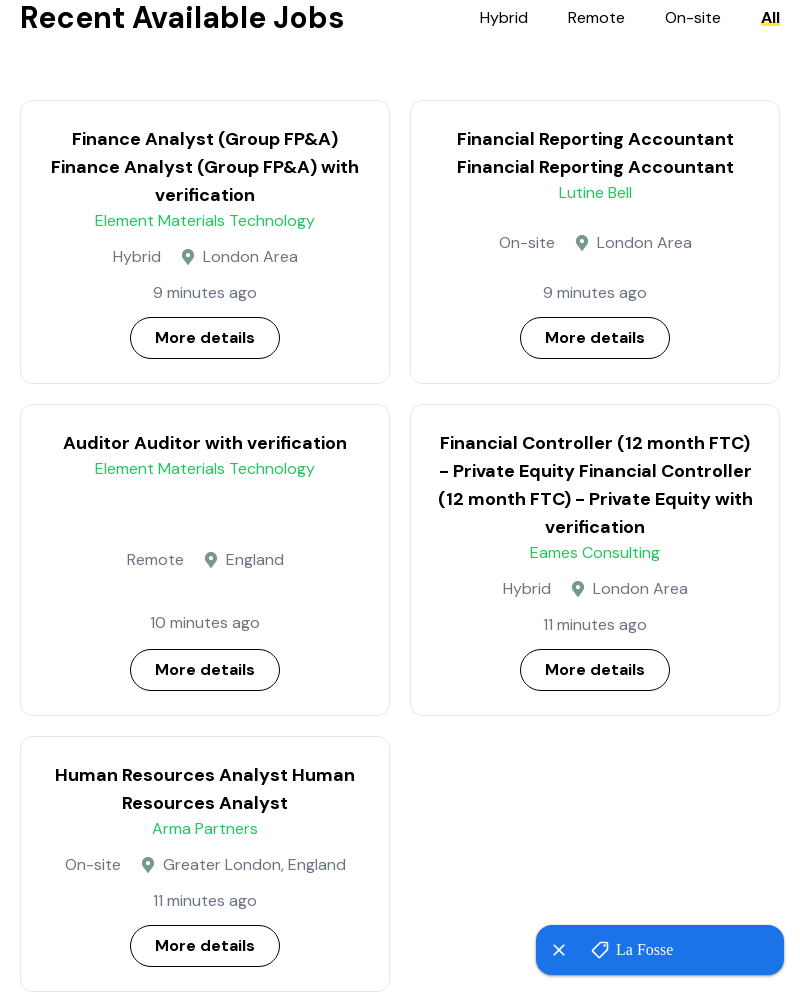 Recent Available Jobs
Hybrid Remote On-site All
Finance Analyst (Group FP&A)
Finance Analyst (Group FP&A) with
verification
Element Materials Technology
Hybrid London Area
9 minutes ago
More details
Financial Reporting Accountant
Financial Reporting Accountant
Lutine Bell
On-site London Area
9 minutes ago
More details
Auditor Auditor with verification
Element Materials Technology
Remote England
10 minutes ago
More details
Financial Controller (12 month FTC)
- Private Equity Financial Controller
(12 month FTC) - Private Equity with
verification
Eames Consulting
Hybrid London Area
11 minutes ago
More details
Human Resources Analyst Human
Resources Analyst
Arma Partners
On-site Greater London, England
11 minutes ago
More details
La Fosse